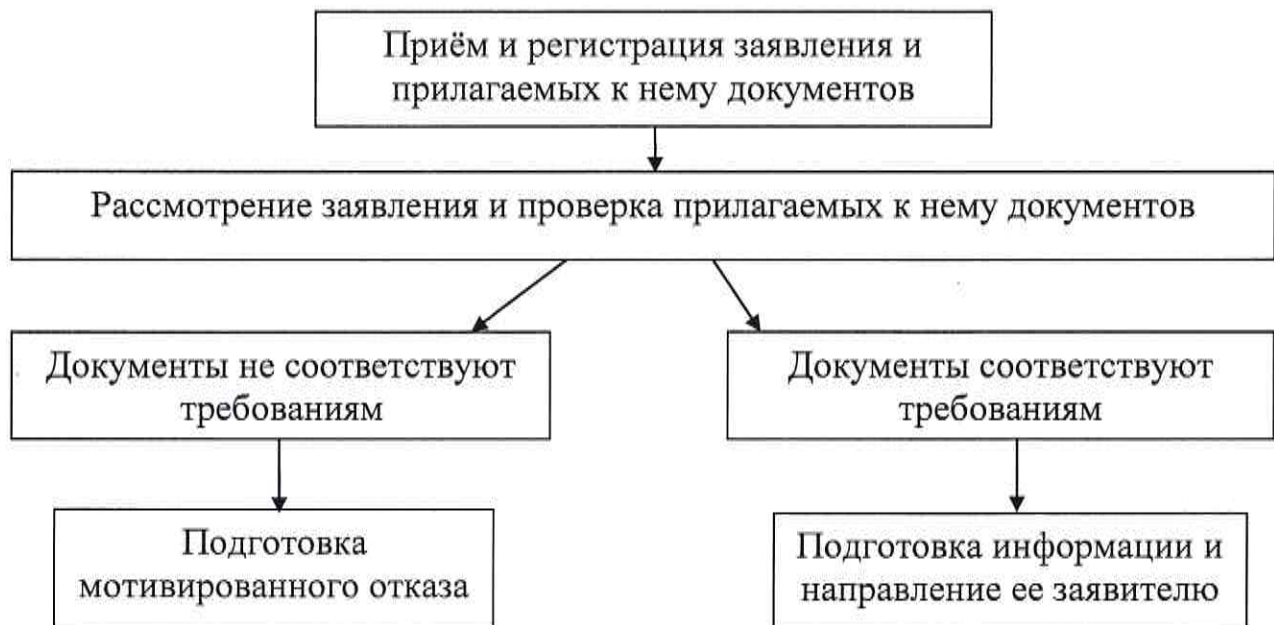 Приём и регистрация заявления и
прилагаемых к нему документов
Рассмотрение заявления и проверка прилагаемых к нему документов
Документы не соответствуют
требованиям
Документы соответствуют
требованиям
Подготовка
мотивированного отказа
Подготовка информации и
направление ее заявителю